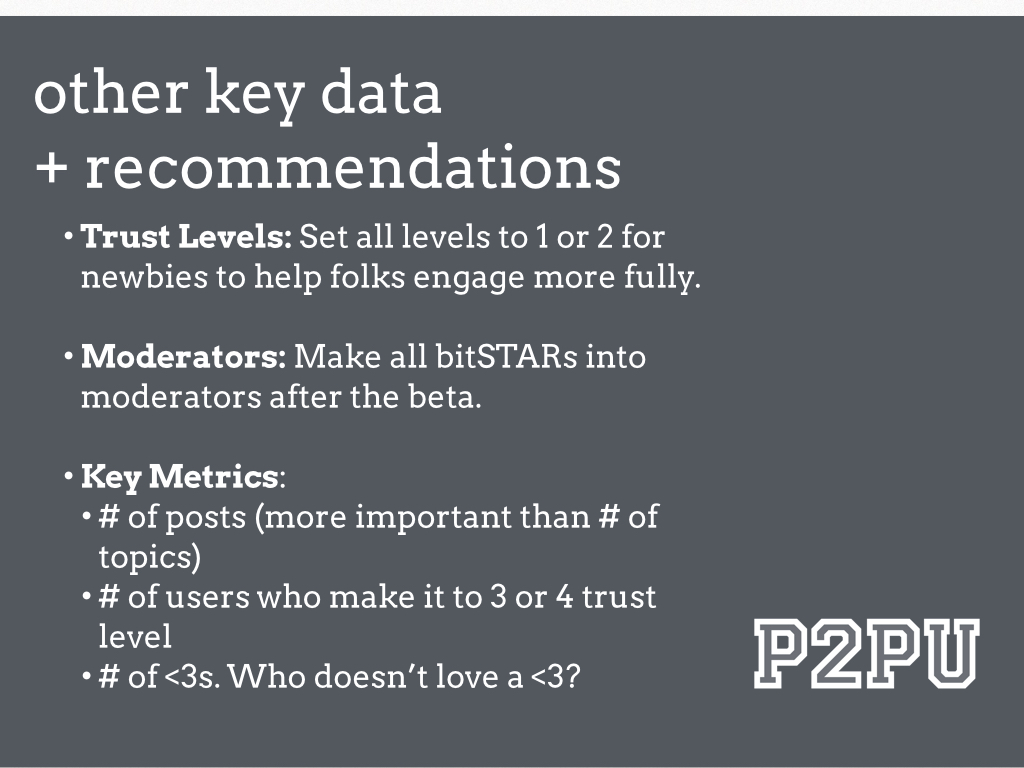 other key data
+ recommendations
• Trust Levels: Set all levels to 1 or 2 for
newbies to help folks engage more fully.
• Moderators: Make all bitSTARs into
moderators after the beta.
• Key Metrics:
• # of posts (more important than # of
topics)
• # of users who make it to 3 or 4 trust
level
• # of <3s. Who doesn’t love a <3?
P2PU